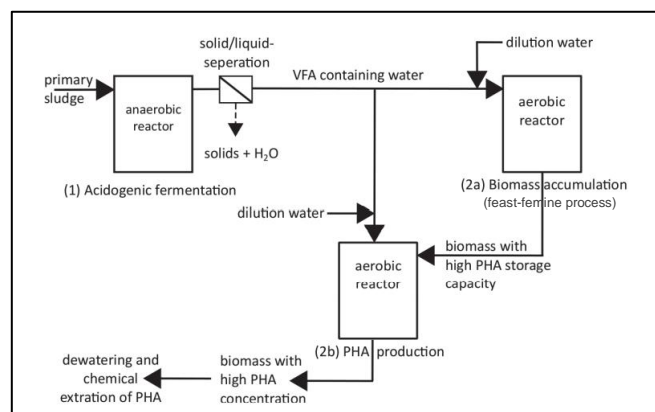 solid/liquid-
seperation
dilution water
primary
sludge
VFA containing water
anaerobic
reactor
aerobic
reactor
solids + H₂O
(1) Acidogenic fermentation
(2a) Biomass accumulation
(feast-femine process)
dilution water
aerobic
reactor
biomass with
high PHA storage
capacity
(2b) PHA production
dewatering and
chemical
extration of PHA
biomass with
high PHA
concentration